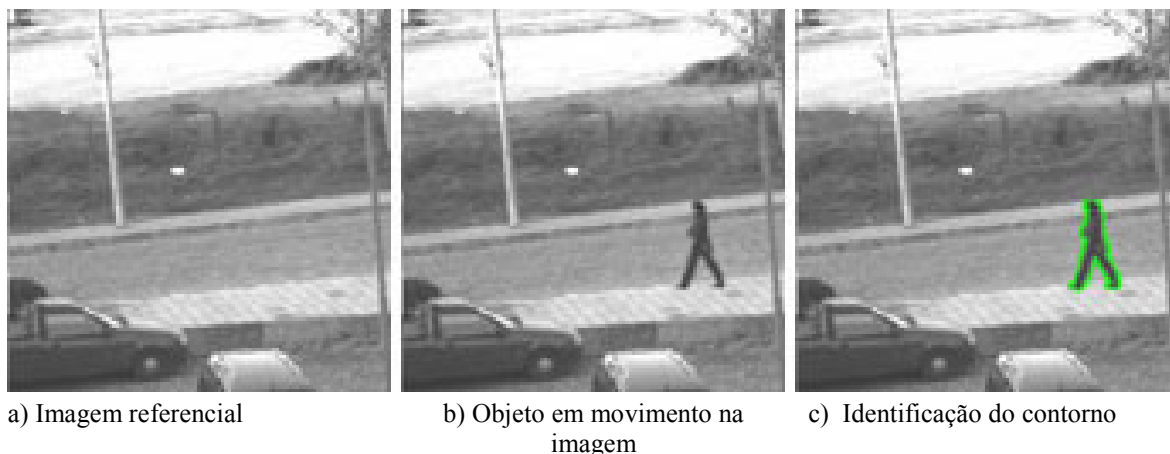 a) Imagem referencial
b) Objeto em movimento na
imagem
c) Identificação do contorno